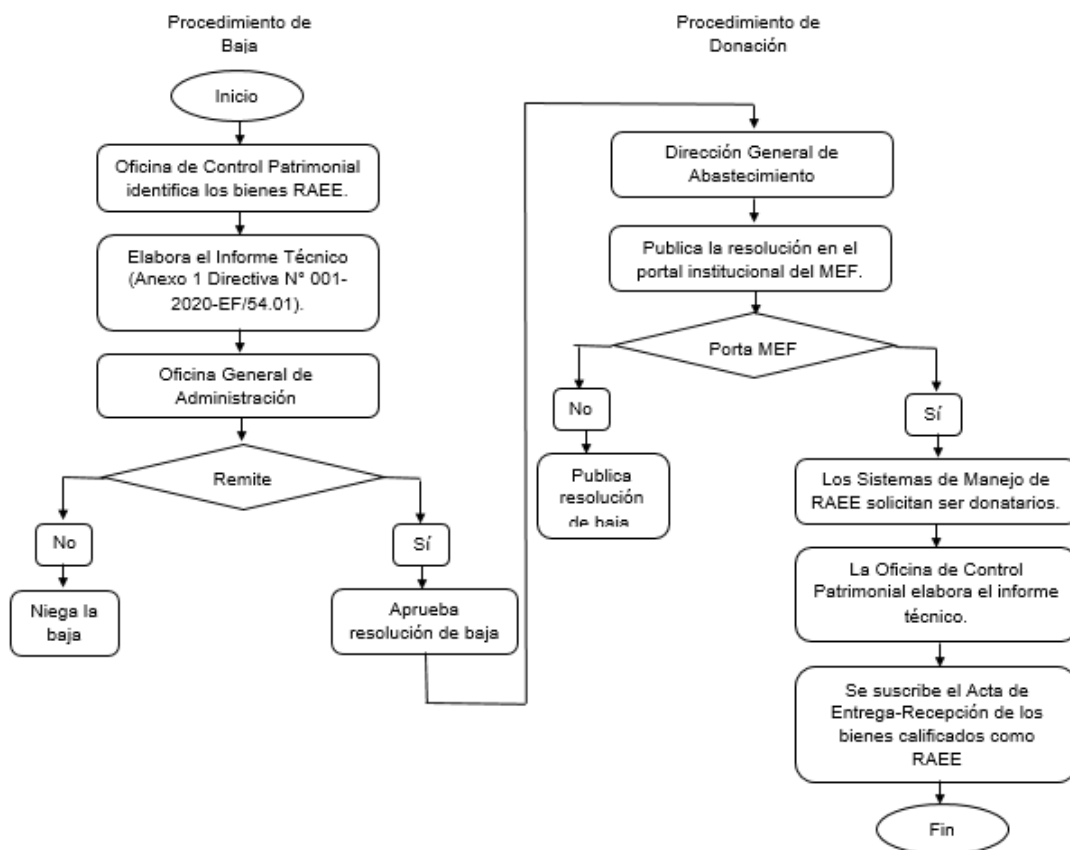 Procedimiento de
Baja
Inicio
Oficina de Control Patrimonial
identifica los bienes RAEE.
Elabora el Informe Técnico
(Anexo 1 Directiva N° 001-
2020-EF/54.01).
Oficina General de
Administración
Remite
No
Sí
Niega la
baja
Aprueba
resolución de baja
Procedimiento de
Donación
Dirección General de
Abastecimiento
Publica la resolución en el
portal institucional del MEF.
Porta MEF
No
Sí
Publica
resolución
de baja
Los Sistemas de Manejo de
RAEE solicitan ser donatarios.
La Oficina de Control
Patrimonial elabora el informe
técnico.
Se suscribe el Acta de
Entrega-Recepción de los
bienes calificados como
RAEE
Fin